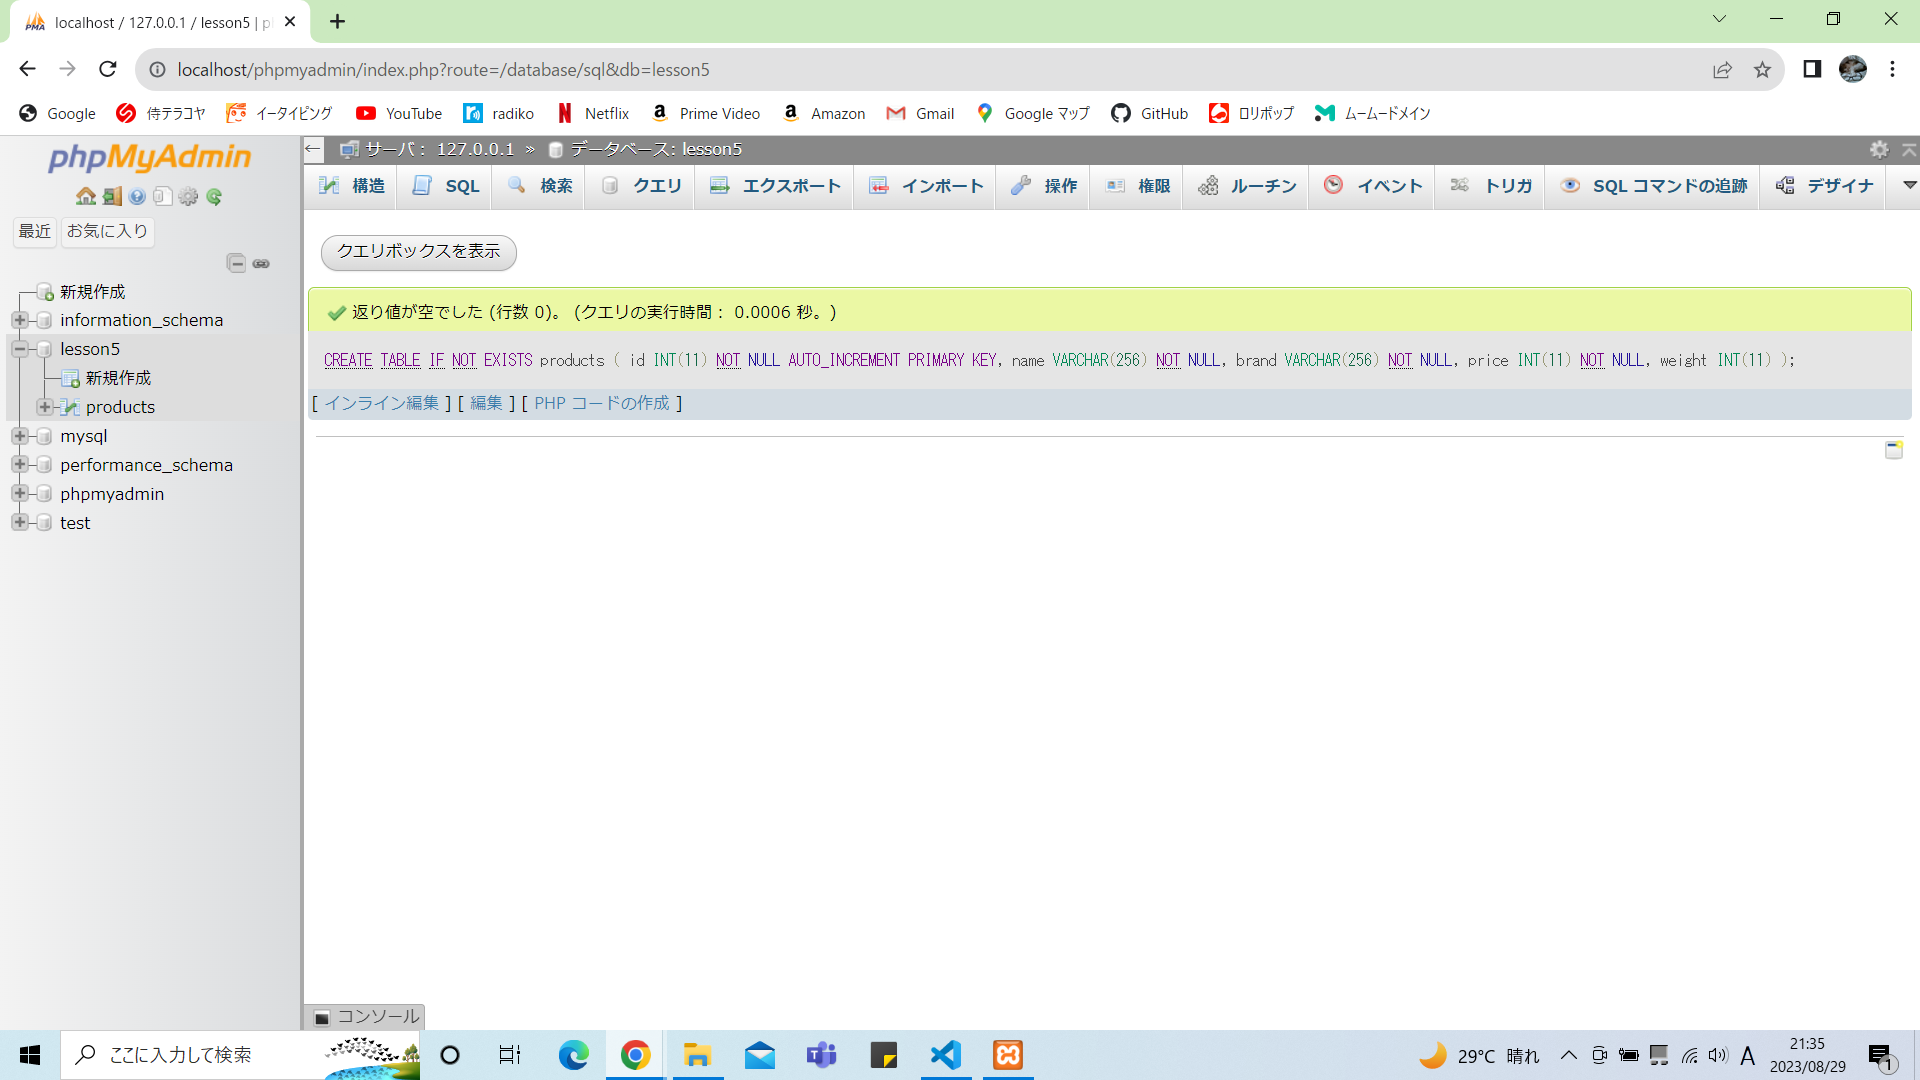 localhost / 127.0.0.1 / lesson5 | p
localhost/phpmyadmin/index.php?route=/database/sql&db=lesson5
Google 侍テラコヤ イータイピング YouTube radiko Netflix Prime Video Amazon Gmail Google マップ GitHub ロリポップ ムームードメイン
phpMyAdmin
最近 お気に入り
新規作成
information_schema
lesson5
新規作成
products
mysql
performance_schema
phpmyadmin
test
サーバ: 127.0.0.1 » データベース: lesson5
構造 SQL 検索 クエリ エクスポート インポート 操作 権限 ルーチン イベント トリガ SQL コマンドの追跡 デザイナ
クエリボックスを表示
返り値が空でした (行数 0)。 (クエリの実行時間: 0.0006 秒。)
CREATE TABLE IF NOT EXISTS products ( id INT(11) NOT NULL AUTO_INCREMENT PRIMARY KEY, name VARCHAR(256) NOT NULL, brand VARCHAR(256) NOT NULL, price INT(11) NOT NULL, weight INT(11) );
[ インライン編集 ] [ 編集 ] [ PHP コードの作成 ]
コンソール
ここに入力して検索
29°C 晴れ
A
21:35
2023/08/29
1